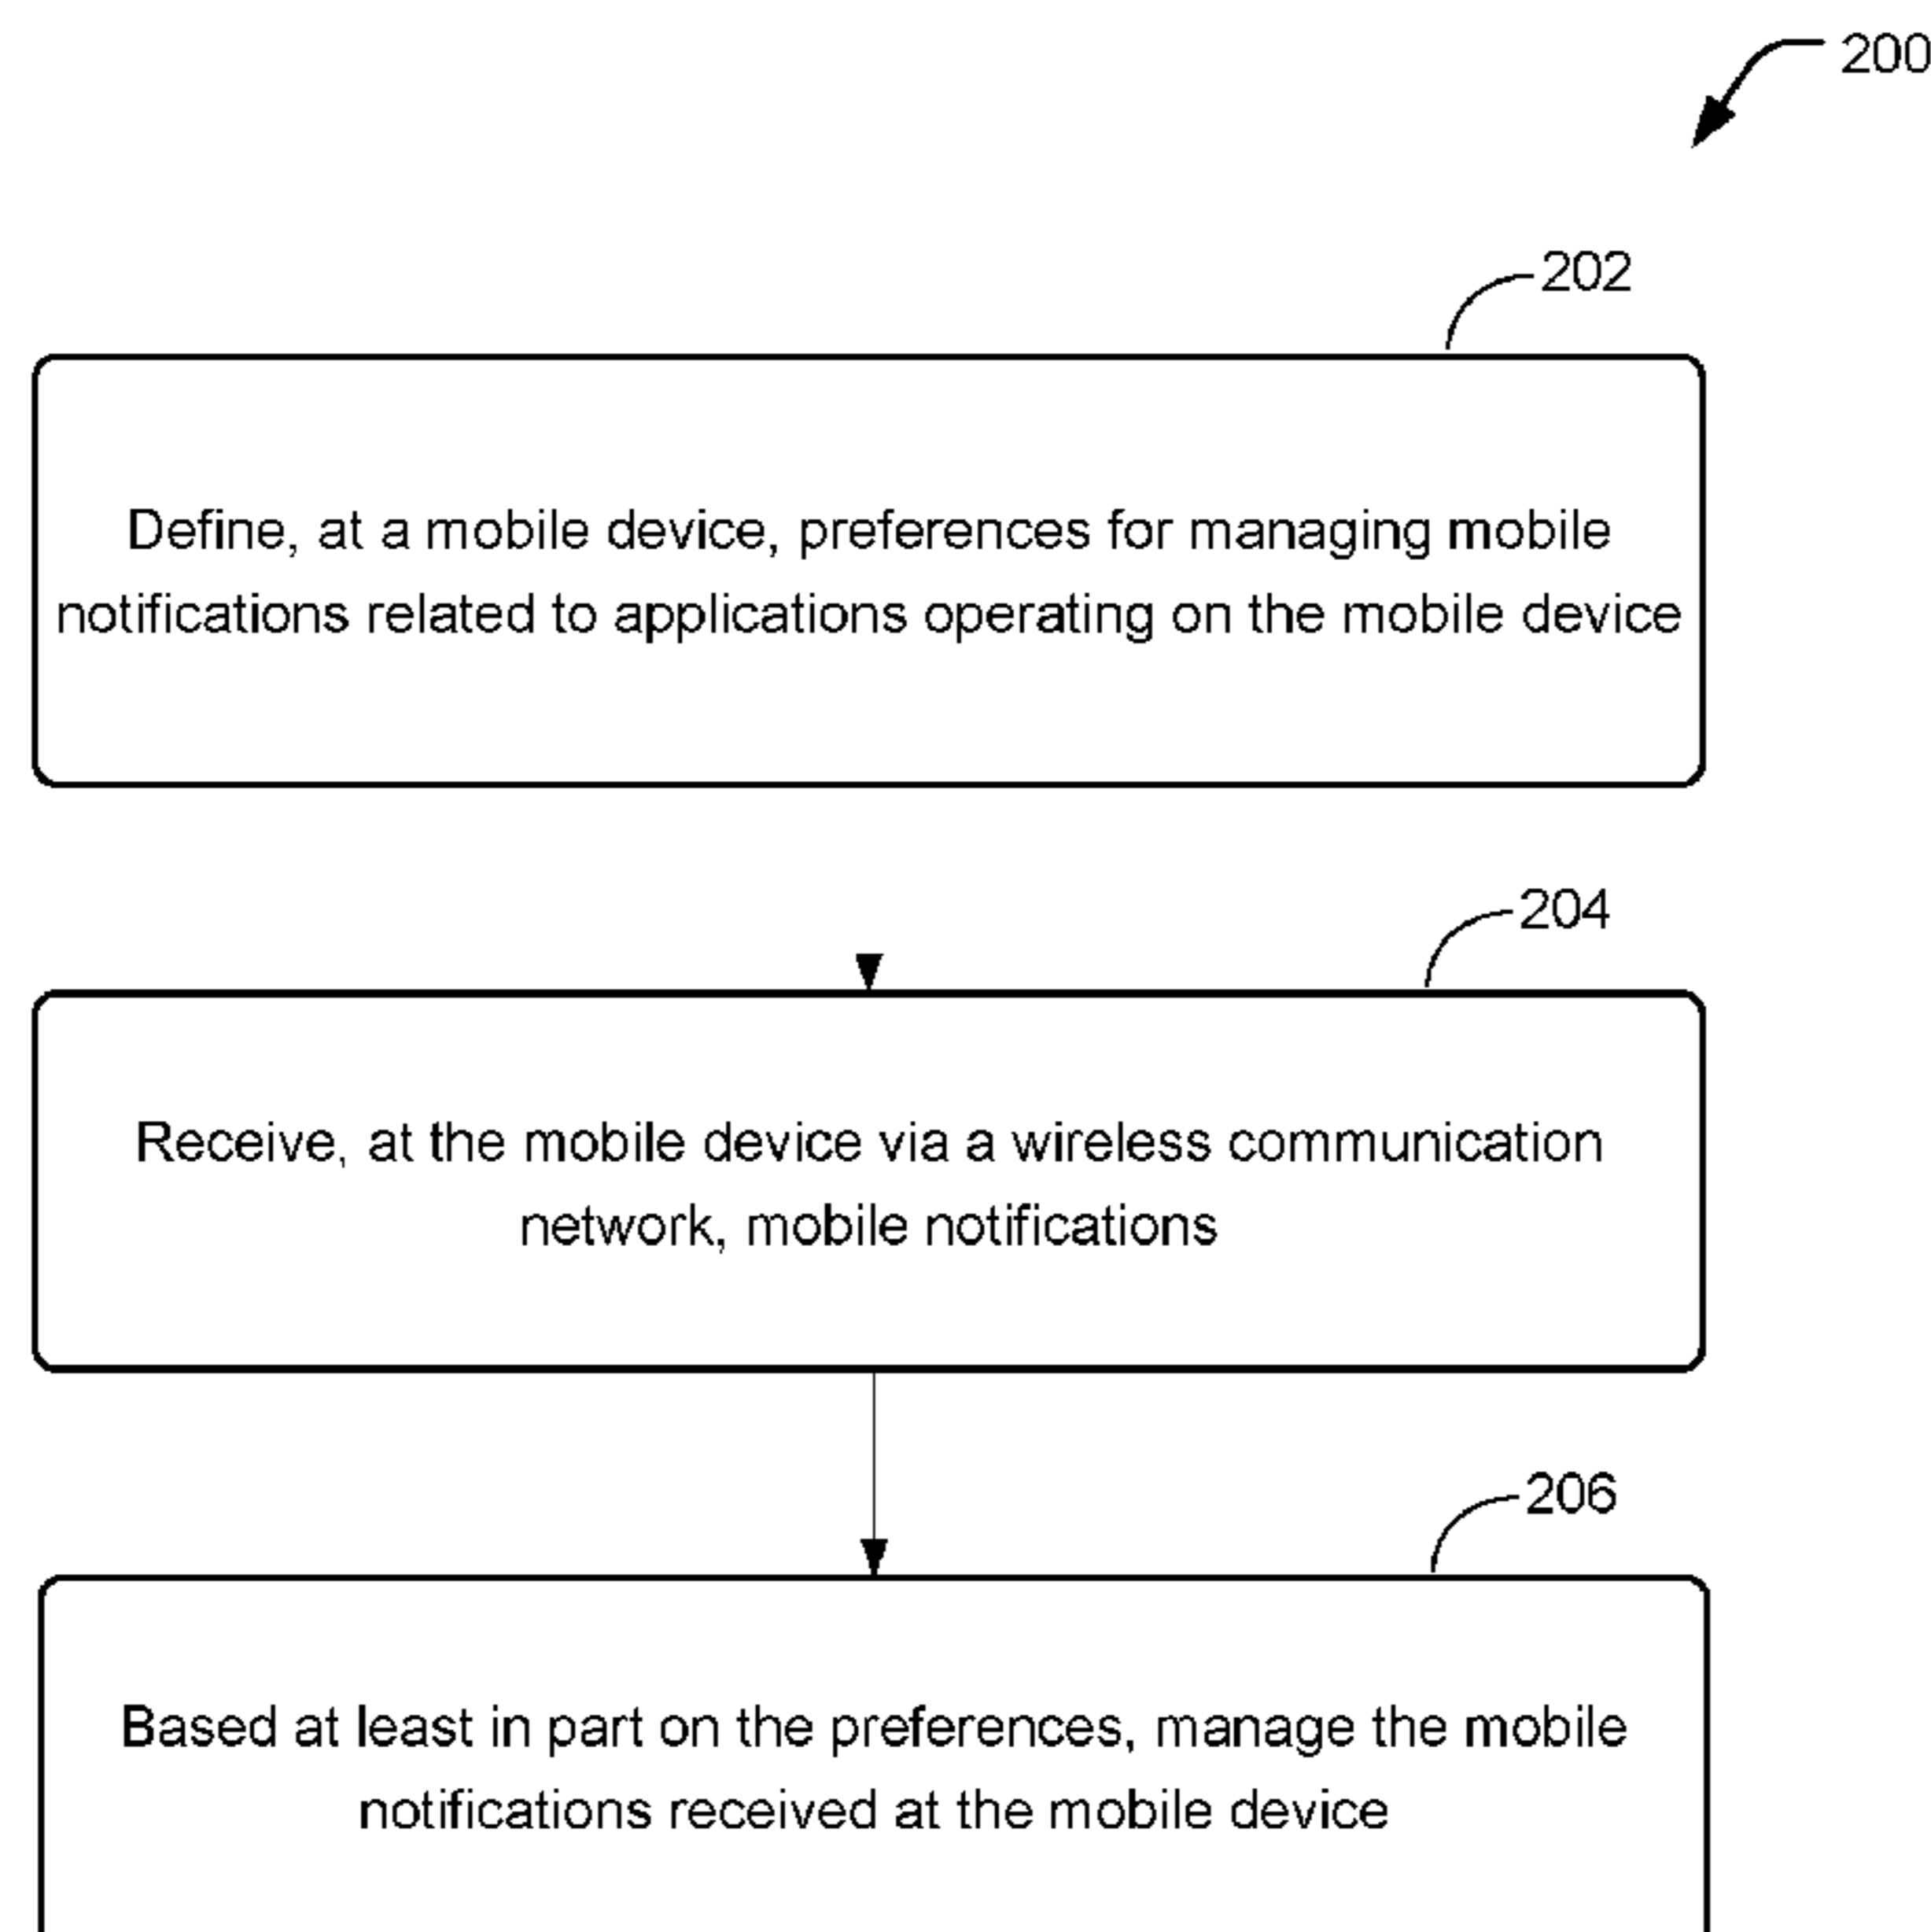 200
202
Define, at a mobile device, preferences for managing mobile
notifications related to applications operating on the mobile device
204
Receive, at the mobile device via a wireless communication
network, mobile notifications
206
Based at least in part on the preferences, manage the mobile
notifications received at the mobile device